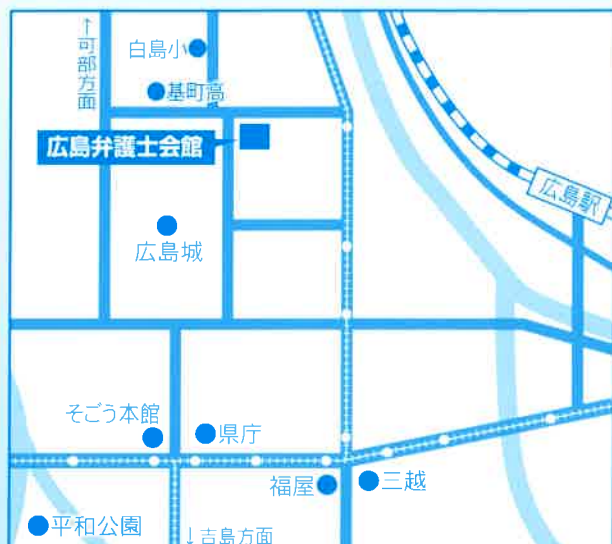 ↑可部方面
白島小
基町高
広島弁護士会館
広島駅
広島城
そごう本館
県庁
福屋
三越
平和公園
↓吉島方面